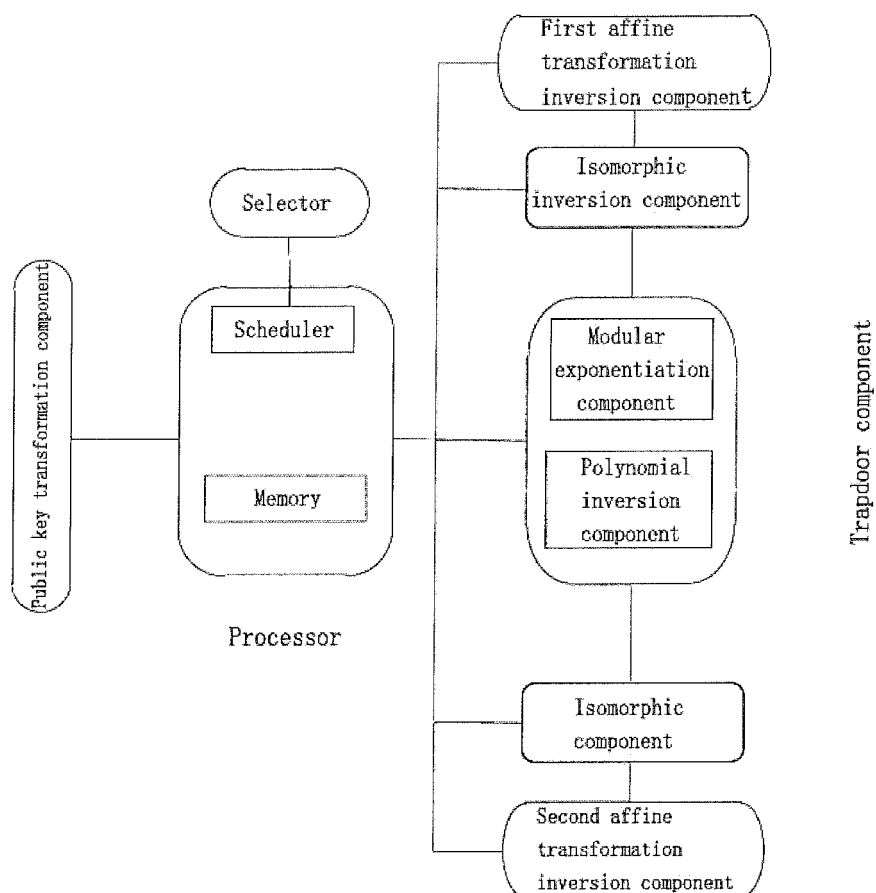 First affine
transformation
inversion component
Isomorphic
inversion component
Selector
Public key transformation component
Scheduler
Memory
Processor
Modular
exponentiation
component
Polynomial
inversion
component
Trapdoor component
Isomorphic
component
Second affine
transformation
inversion component